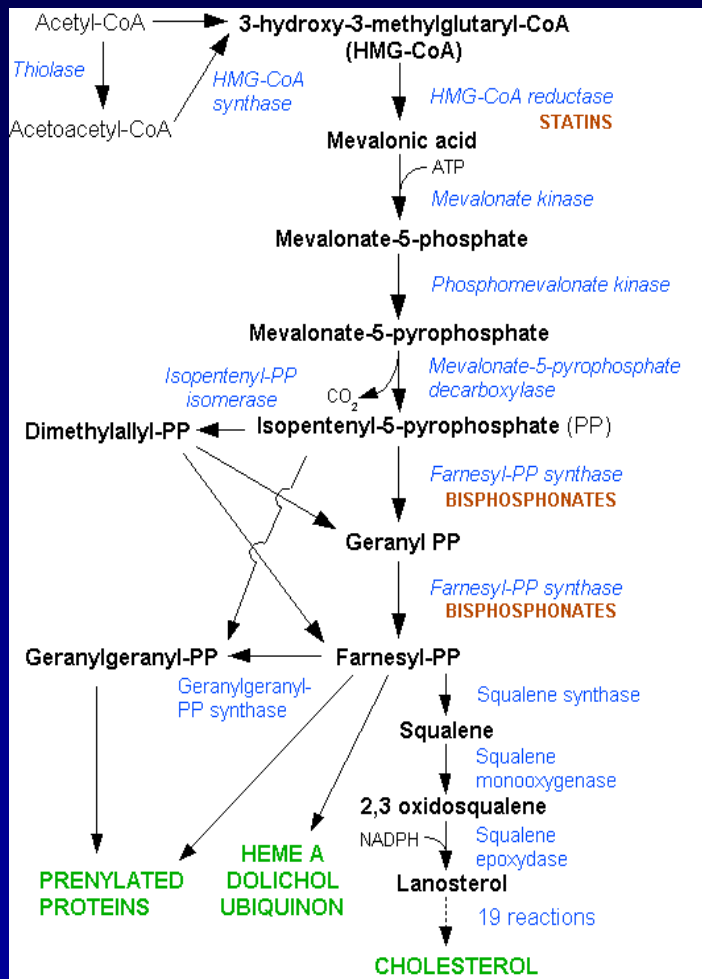 Acetyl-CoA
3-hydroxy-3-methylglutaryl-CoA
(HMG-CoA)
Thiolase
HMG-CoA
synthase
HMG-CoA reductase
STATINS
Acetoacetyl-CoA
Mevalonic acid
ATP
Mevalonate kinase
Mevalonate-5-phosphate
Phosphomevalonate kinase
Mevalonate-5-pyrophosphate
Mevalonate-5-pyrophosphate
decarboxylase
CO2
Isopentenyl-PP
isomerase
Dimethylallyl-PP
Isopentenyl-5-pyrophosphate (PP)
Farnesyl-PP synthase
BISPHOSPHONATES
Geranyl PP
Farnesyl-PP synthase
BISPHOSPHONATES
Geranylgeranyl-PP
Farnesyl-PP
Geranylgeranyl-
PP synthase
Squalene synthase
Squalene
Squalene
monooxygenase
2,3 oxidosqualene
NADPH
Squalene
epoxydase
Lanosterol
HEME A
DOLICHOL
UBIQUINON
PRENYLATED
PROTEINS
19 reactions
CHOLESTEROL